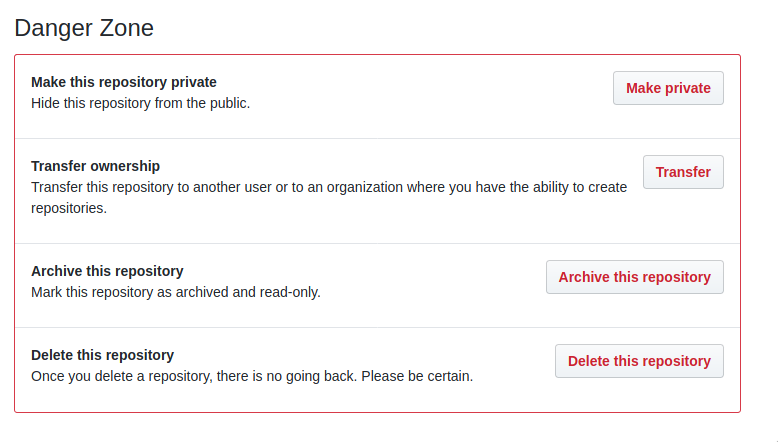 Danger Zone
Make this repository private
Hide this repository from the public.
Make private
Transfer ownership
Transfer this repository to another user or to an organization where you have the ability to create
repositories.
Transfer
Archive this repository
Mark this repository as archived and read-only.
Archive this repository
Delete this repository
Once you delete a repository, there is no going back. Please be certain.
Delete this repository